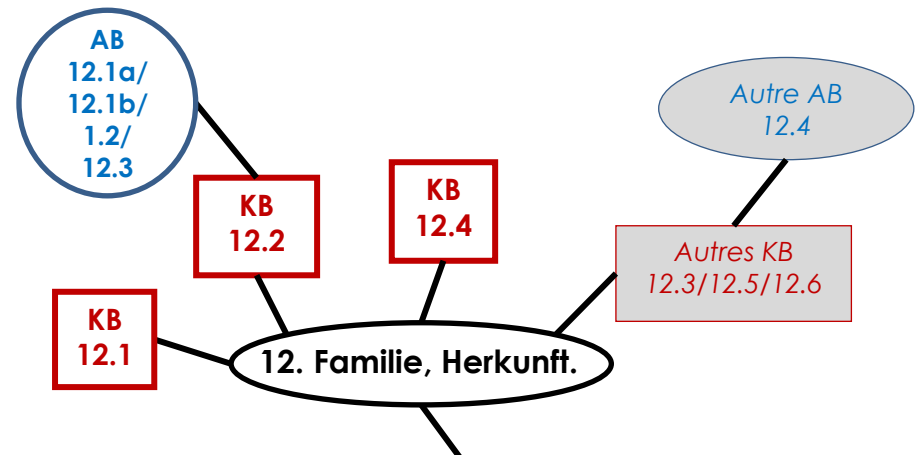 AB
12.1a/
12.1b/
1.2/
12.3
Autre AB
12.4
KB
12.2
KB
12.4
Autres KB
12.3/12.5/12.6
KB
12.1
12. Familie, Herkunft.